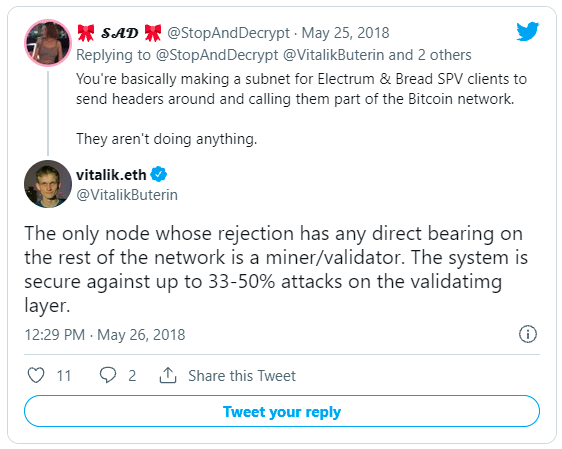 🎀 𝓢𝓐𝓓 🎀 @StopAndDecrypt · May 25, 2018
Replying to @StopAndDecrypt @VitalikButerin and 2 others
You're basically making a subnet for Electrum & Bread SPV clients to
send headers around and calling them part of the Bitcoin network.
They aren't doing anything.
vitalik.eth
@VitalikButerin
The only node whose rejection has any direct bearing on
the rest of the network is a miner/validator. The system is
secure against up to 33-50% attacks on the validatimg
layer.
12:29 PM · May 26, 2018
11 2 Share this Tweet
Tweet your reply